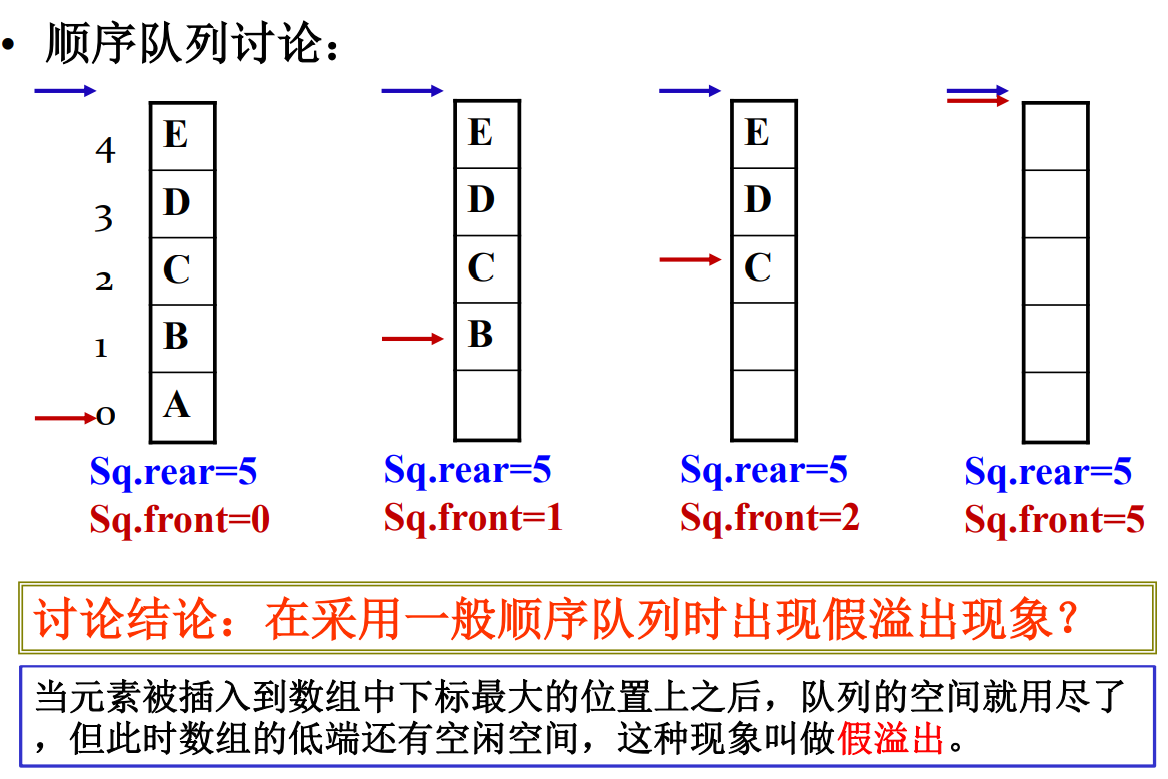 • 顺序队列讨论：
4 E E E
3 D D D
2 C C C
1 B B
0 A
Sq.rear=5 Sq.rear=5 Sq.rear=5 Sq.rear=5
Sq.front=0 Sq.front=1 Sq.front=2 Sq.front=5
讨论结论：在采用一般顺序队列时出现假溢出现象？
当元素被插入到数组中下标最大的位置上之后，队列的空间就用尽了
，但此时数组的低端还有空闲空间，这种现象叫做假溢出。